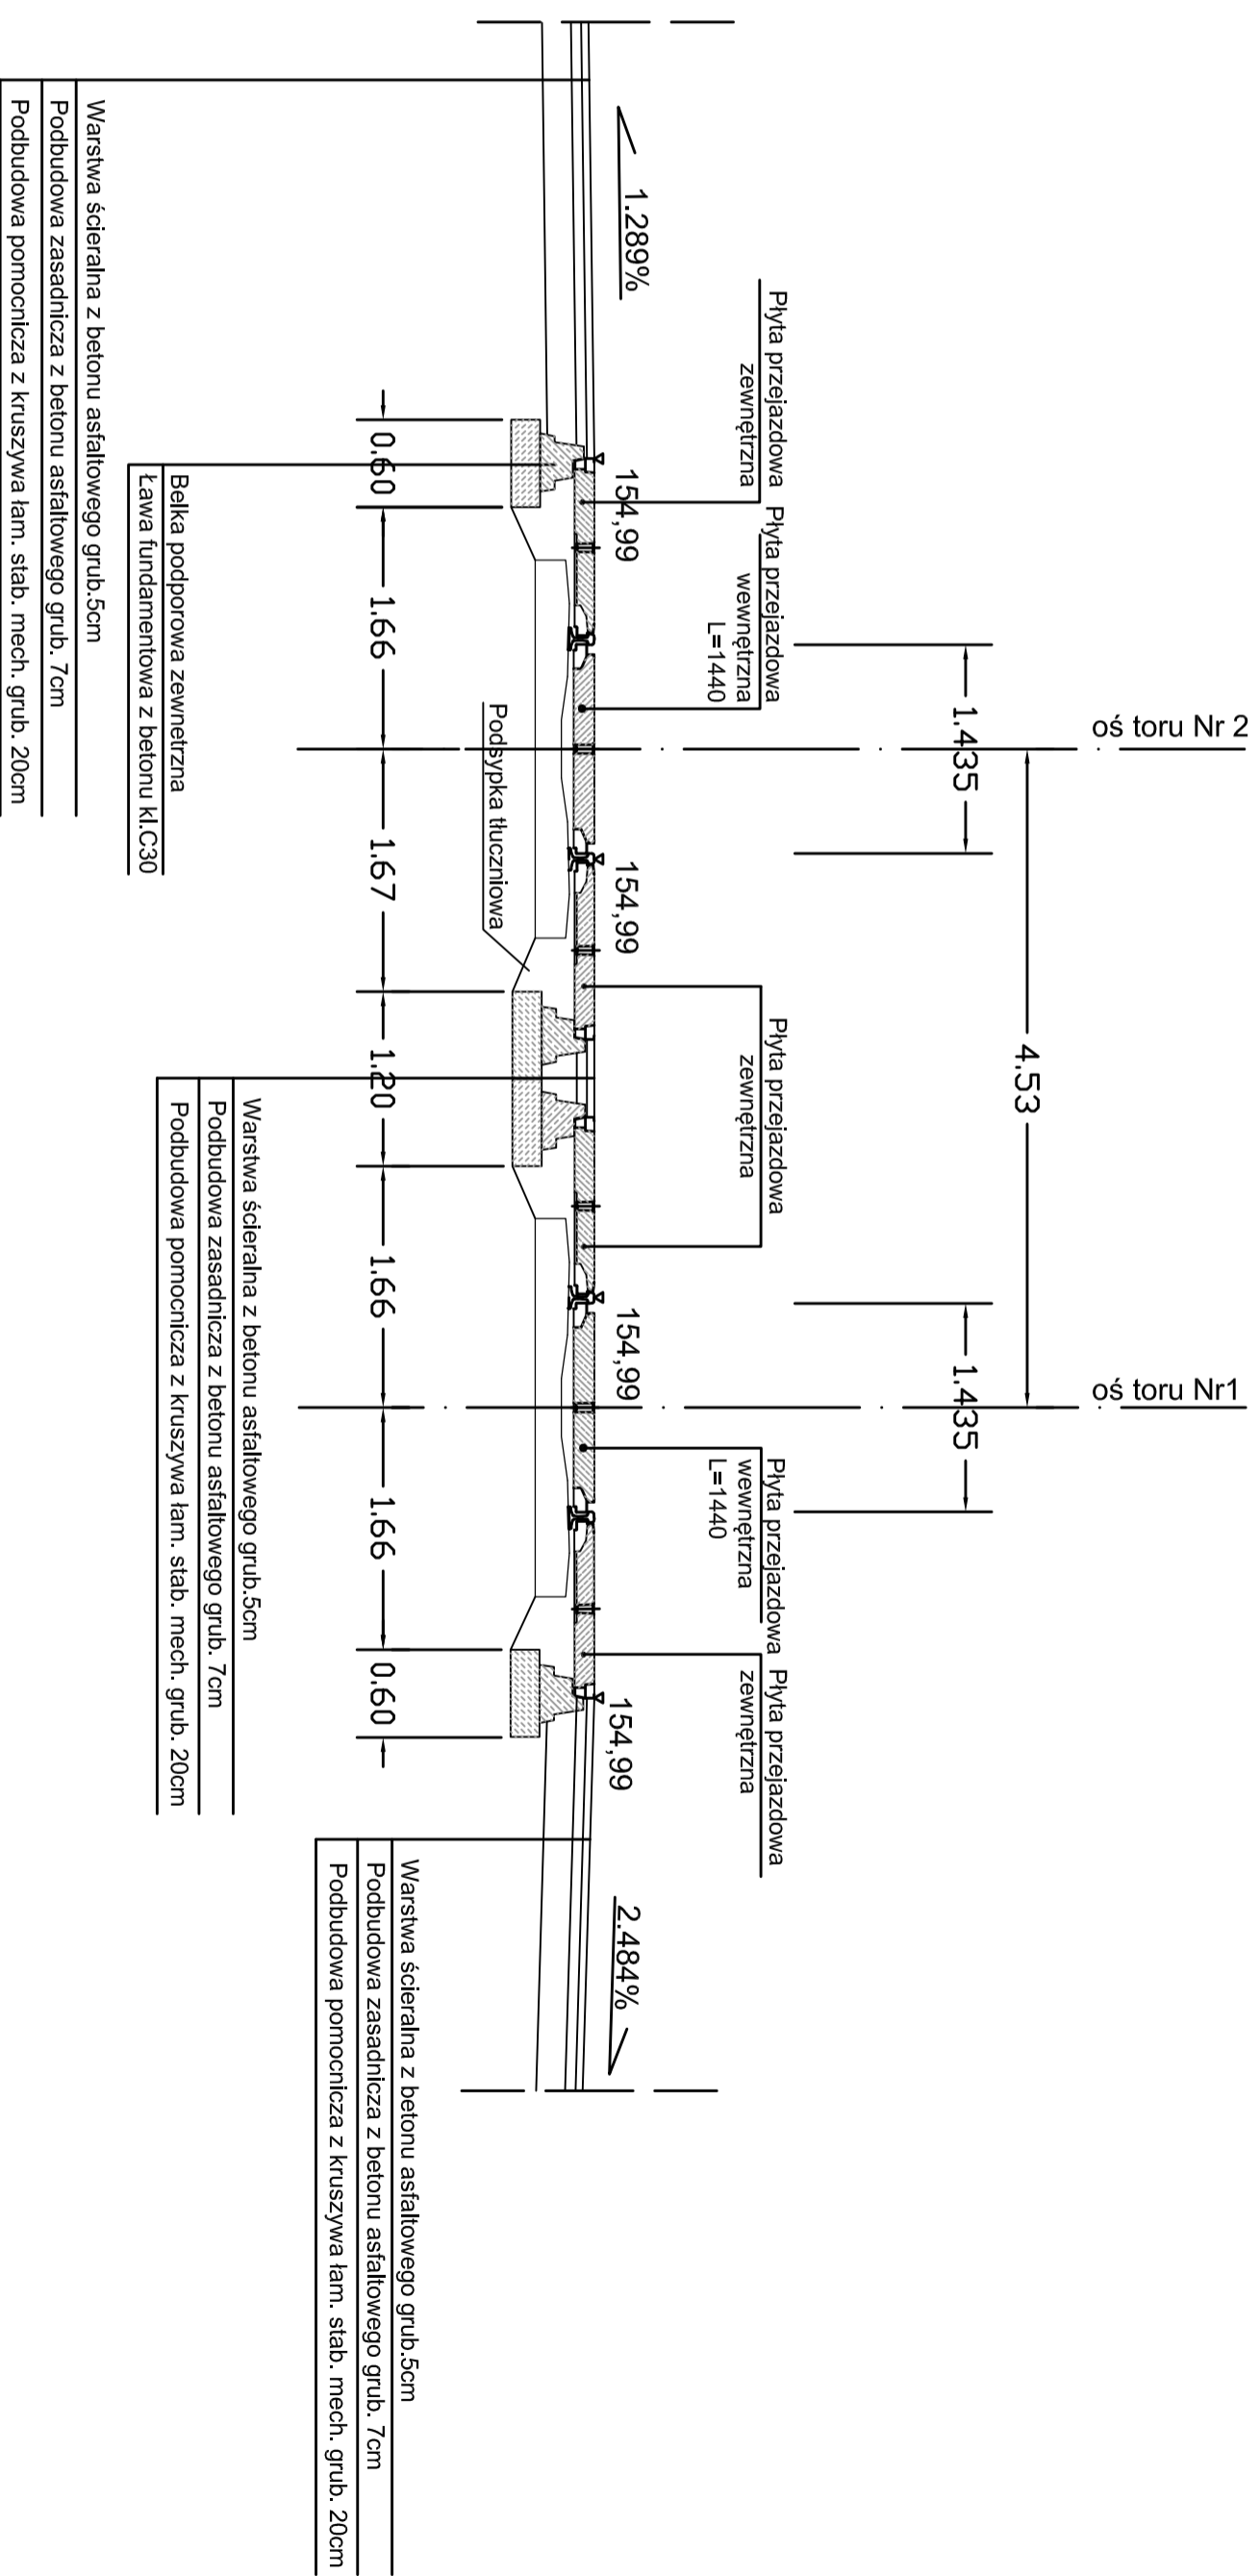 oś toru Nr 2
oś toru Nr1
4.53
1.435
1.435
Płyta przejazdowa
zewnętrzna
Płyta przejazdowa
wewnętrzna
L=1440
Płyta przejazdowa
zewnętrzna
Płyta przejazdowa
wewnętrzna
L=1440
Płyta przejazdowa
zewnętrzna
1.289%
154,99
154,99
154,99
154,99
2.484%
Podsypka tłuczniowa
0.60
1.66
1.67
1.20
1.66
1.66
0.60
Belka podporowa zewnetrzna
Ława fundamentowa z betonu kl.C30
Warstwa ścieralna z betonu asfaltowego grub.5cm
Podbudowa zasadnicza z betonu asfaltowego grub. 7cm
Podbudowa pomocnicza z kruszywa łam. stab. mech. grub. 20cm
Warstwa ścieralna z betonu asfaltowego grub.5cm
Podbudowa zasadnicza z betonu asfaltowego grub. 7cm
Podbudowa pomocnicza z kruszywa łam. stab. mech. grub. 20cm
Warstwa ścieralna z betonu asfaltowego grub.5cm
Podbudowa zasadnicza z betonu asfaltowego grub. 7cm
Podbudowa pomocnicza z kruszywa łam. stab. mech. grub. 20cm